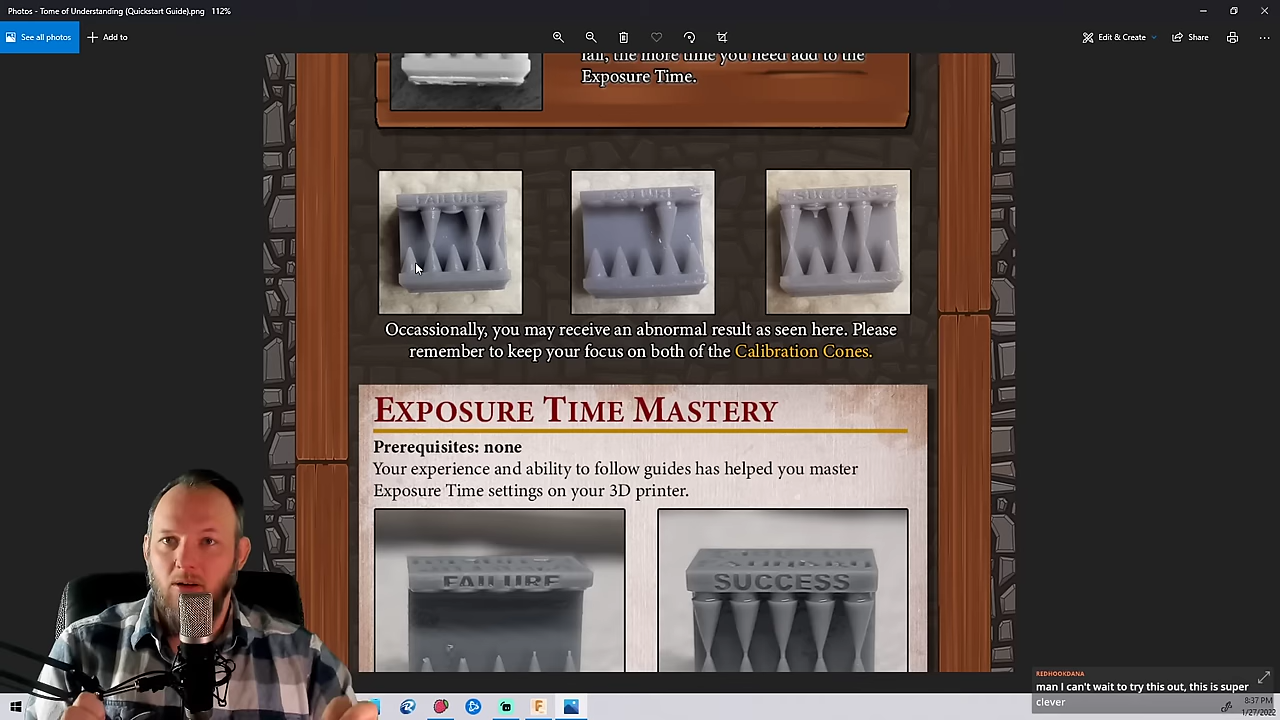 Photos - Tome of Understanding (Quickstart Guide).png 112%
See all photos
Add to
Edit & Create
Share
fail, the more time you need add to the
Exposure Time.
FAILURE
SUCCESS
Occassionally, you may receive an abnormal result as seen here. Please
remember to keep your focus on both of the Calibration Cones.
EXPOSURE TIME MASTERY
Prerequisites: none
Your experience and ability to follow guides has helped you master
Exposure Time settings on your 3D printer.
FAILURE
SUCCESS
REDHOOKDANA
man I can't wait to try this out, this is super
clever
8:37 PM
1/27/2022